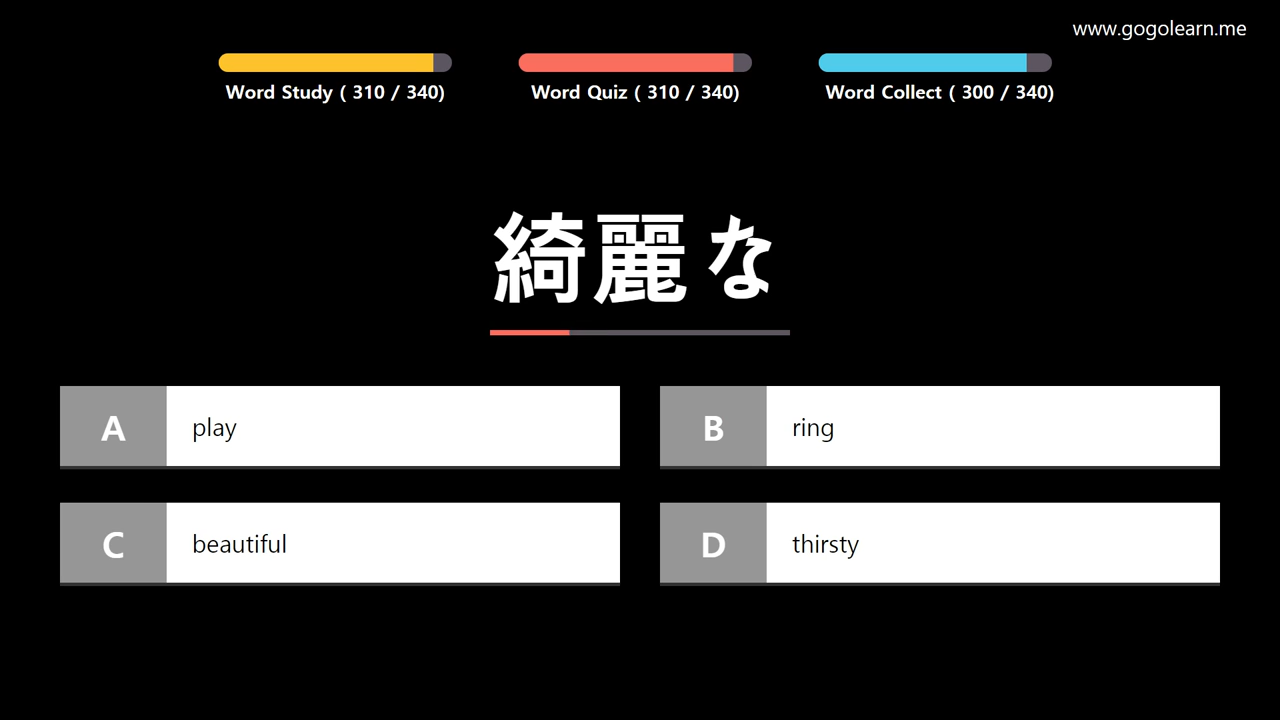 www.gogolearn.me
Word Study ( 310 / 340)
Word Quiz ( 310 / 340)
Word Collect ( 300 / 340)
綺麗な
A play
B ring
C beautiful
D thirsty